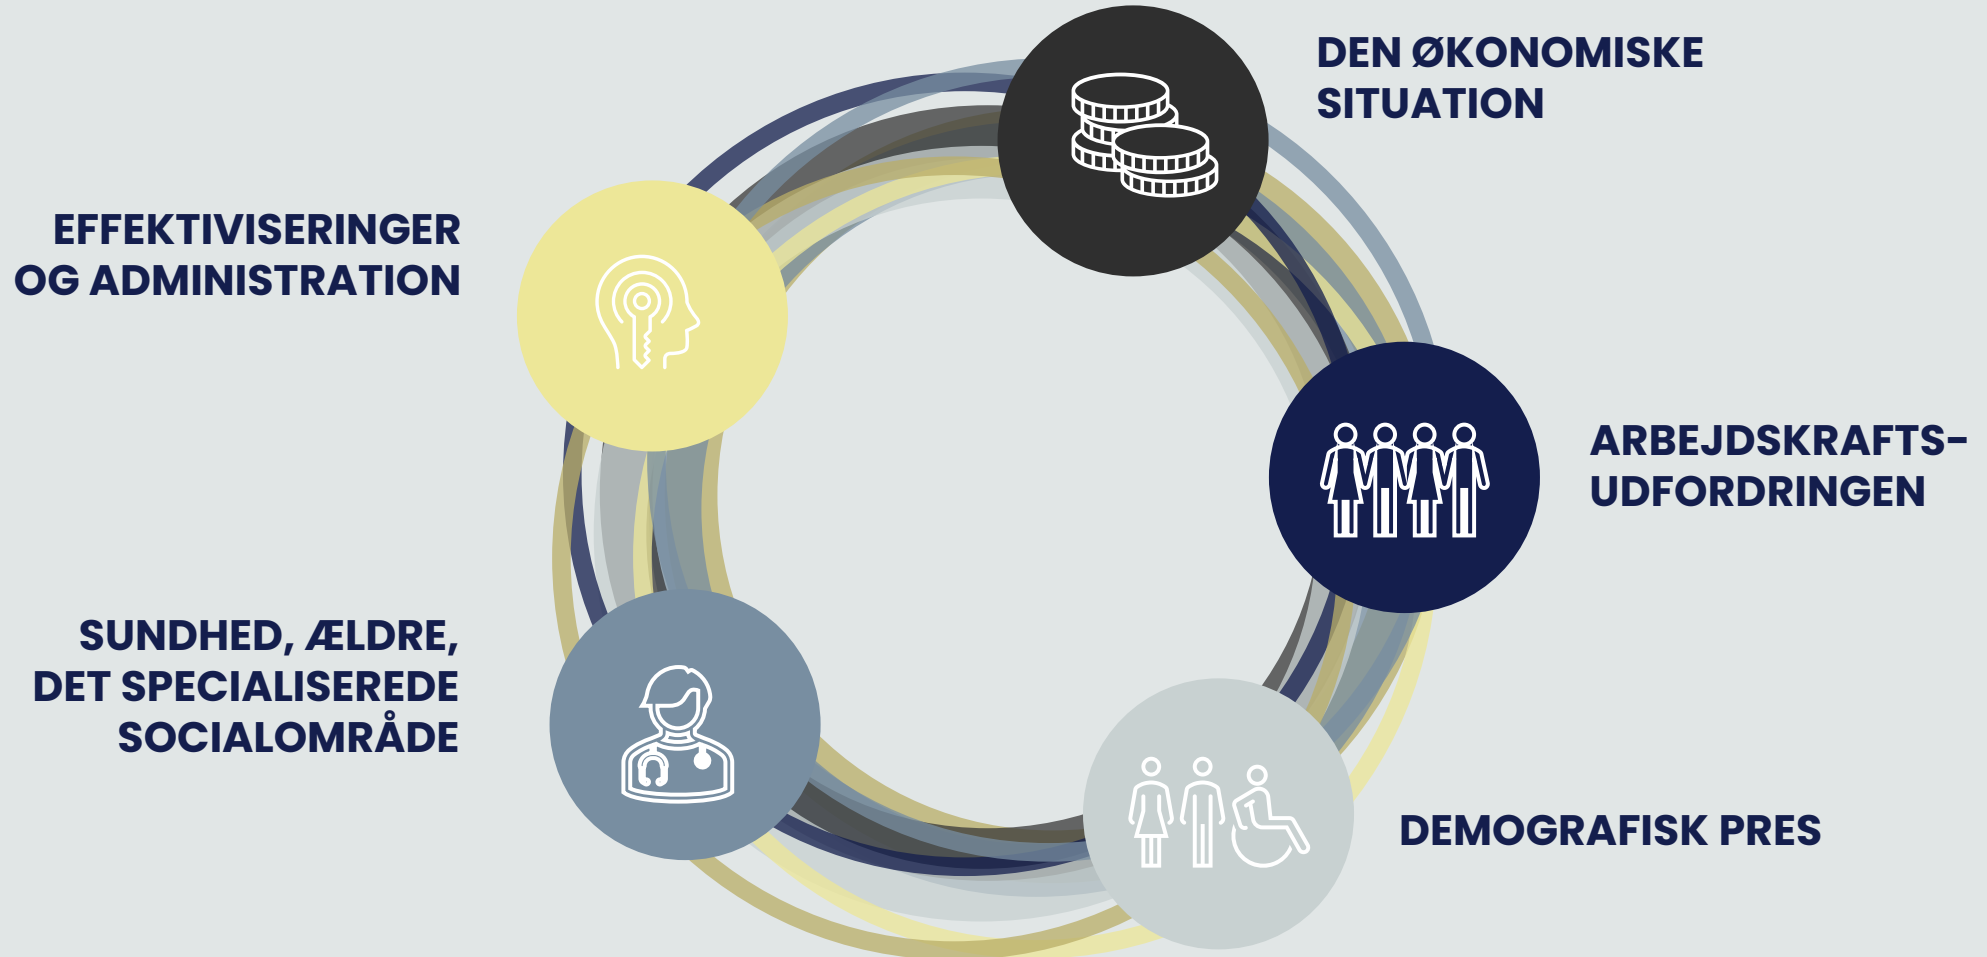 DEN ØKONOMISKE
SITUATION
EFFEKTIVISERINGER
OG ADMINISTRATION
ARBEJDSKRAFTS-
UDFORDRINGEN
SUNDHED, ÆLDRE,
DET SPECIALISEREDE
SOCIALOMRÅDE
DEMOGRAFISK PRES